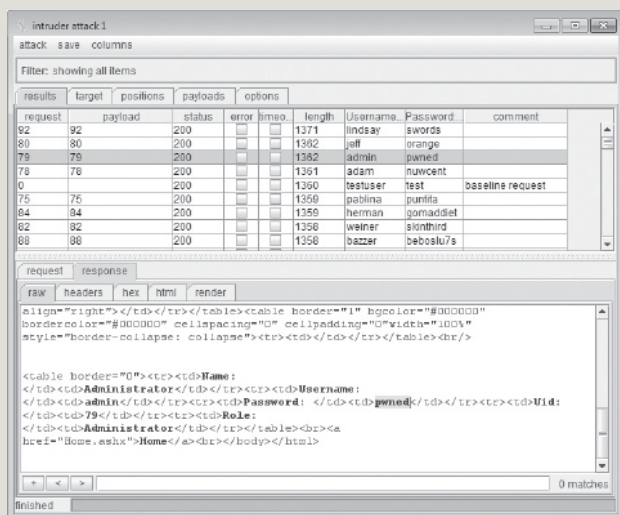 intruder attack 1
attack save columns
Filter: showing all items
results target positions payloads options
request payload status error timeo... length Username... Password... comment
92 92 200 1371 lindsay swords
80 80 200 1362 jeff orange
79 79 200 1362 admin pwned
78 78 200 1361 adam nuwcent
0 200 1360 testuser test baseline request
75 75 200 1359 pablina puntita
84 84 200 1359 herman gomaddiet
82 82 200 1358 weiner skinthird
88 88 200 1358 bazzer beboslu7s
request response
raw headers hex html render
align="right"></td></tr></table><table border="1" bgcolor="#000000"
bordercolor="#000000" cellspacing="0" cellpadding="0"width="100%"
style="border-collapse: collapse"><tr><td></td></tr></table><br/>
<table border="0"><tr><td>Name:
</td><td>Administrator</td></tr><tr><td>Username:
</td><td>admin</td></tr><tr><td>Password: </td><td>pwned</td></tr><tr><td>Uid:
</td><td>79</td></tr><tr><td>Role:
</td><td>Administrator</td></tr></table><br><a
href="Home.ashx">Home</a><br></body></html>
+ < > 0 matches
finished